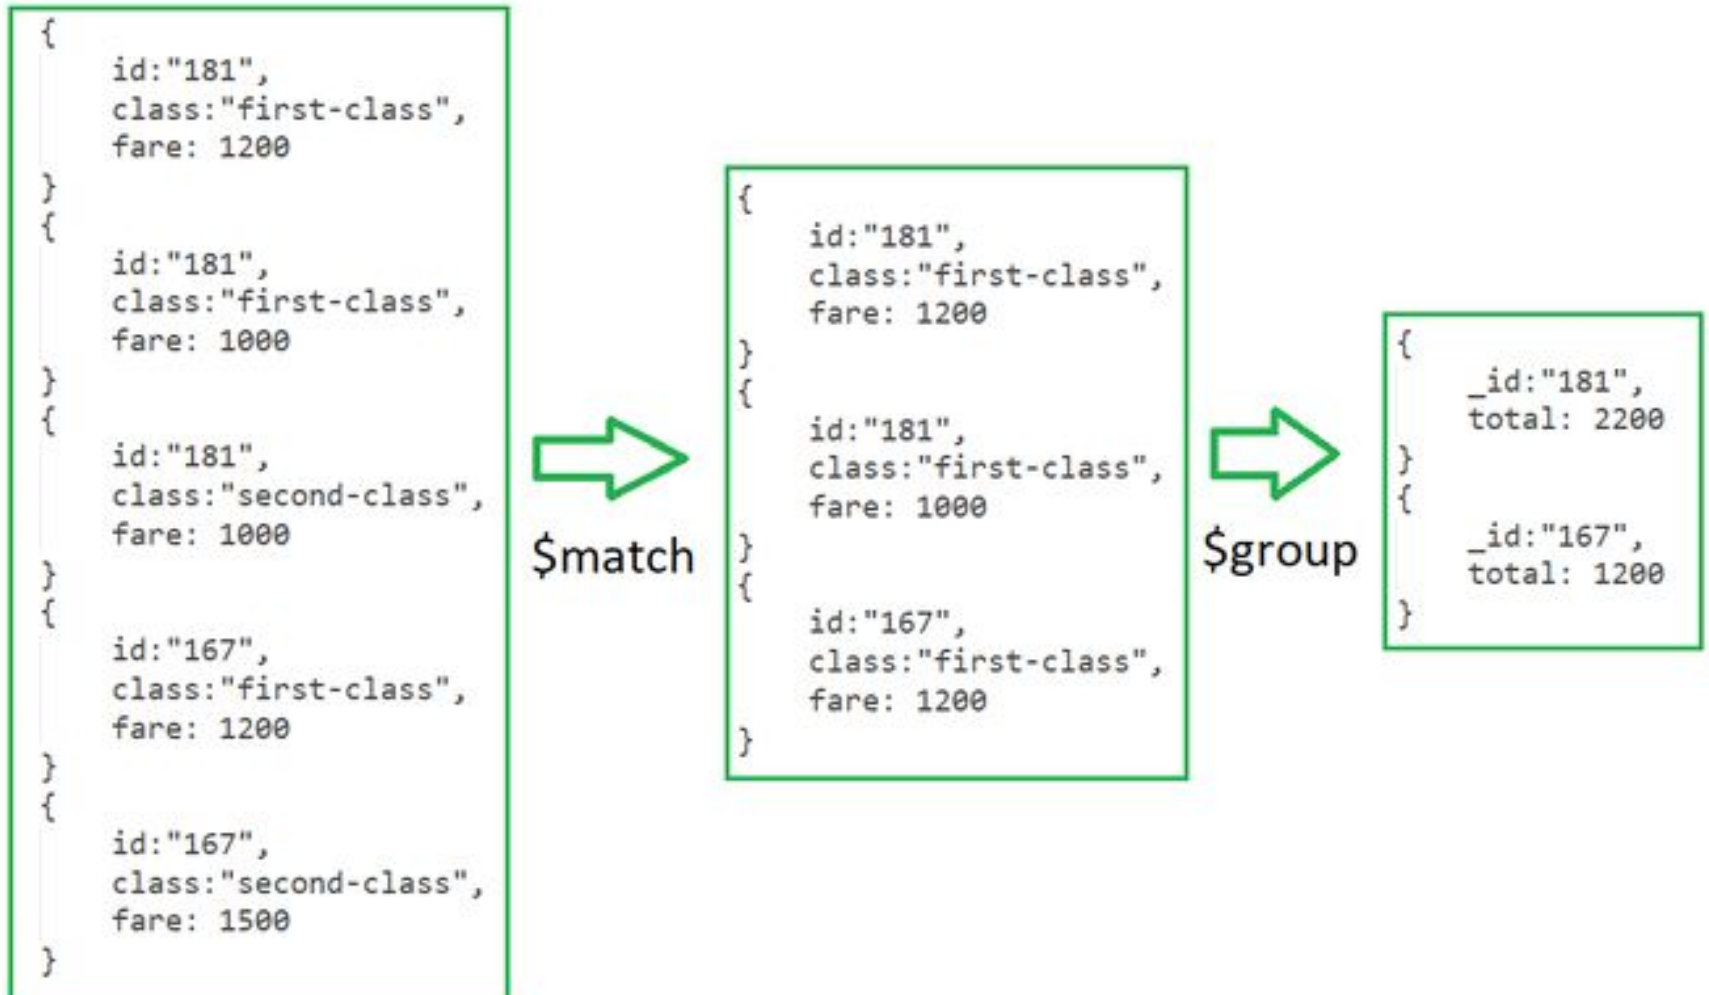 {
id:"181",
class:"first-class",
fare: 1200
}
{
id:"181",
class:"first-class",
fare: 1000
}
{
id:"181",
class:"second-class",
fare: 1000
}
{
id:"167",
class:"first-class",
fare: 1200
}
{
id:"167",
class:"second-class",
fare: 1500
}
$match
{
id:"181",
class:"first-class",
fare: 1200
}
{
id:"181",
class:"first-class",
fare: 1000
}
{
id:"167",
class:"first-class",
fare: 1200
}
$group
{
_id:"181",
total: 2200
}
{
_id:"167",
total: 1200
}